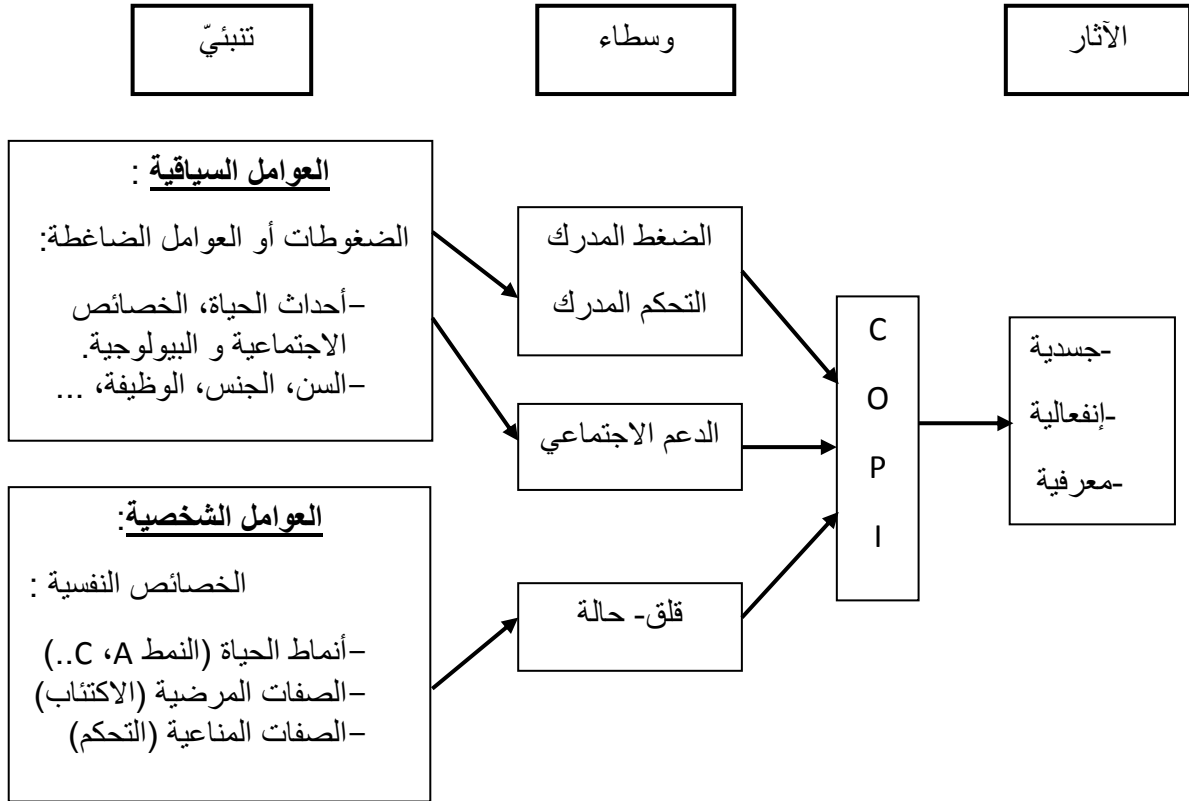 تنبئيّ
وسطاء
الآثار
العوامل السياقية :
الضغوطات أو العوامل الضاغطة:
-أحداث الحياة، الخصائص
الاجتماعية و البيولوجية.
-السن، الجنس، الوظيفة، ...
العوامل الشخصية:
الخصائص النفسية :
-أنماط الحياة (النمط A، C..)
-الصفات المرضية (الاكتئاب)
-الصفات المناعية (التحكم)
الضغط المدرك
التحكم المدرك
الدعم الاجتماعي
قلق- حالة
C
O
P
I
-جسدية
-إنفعالية
-معرفية